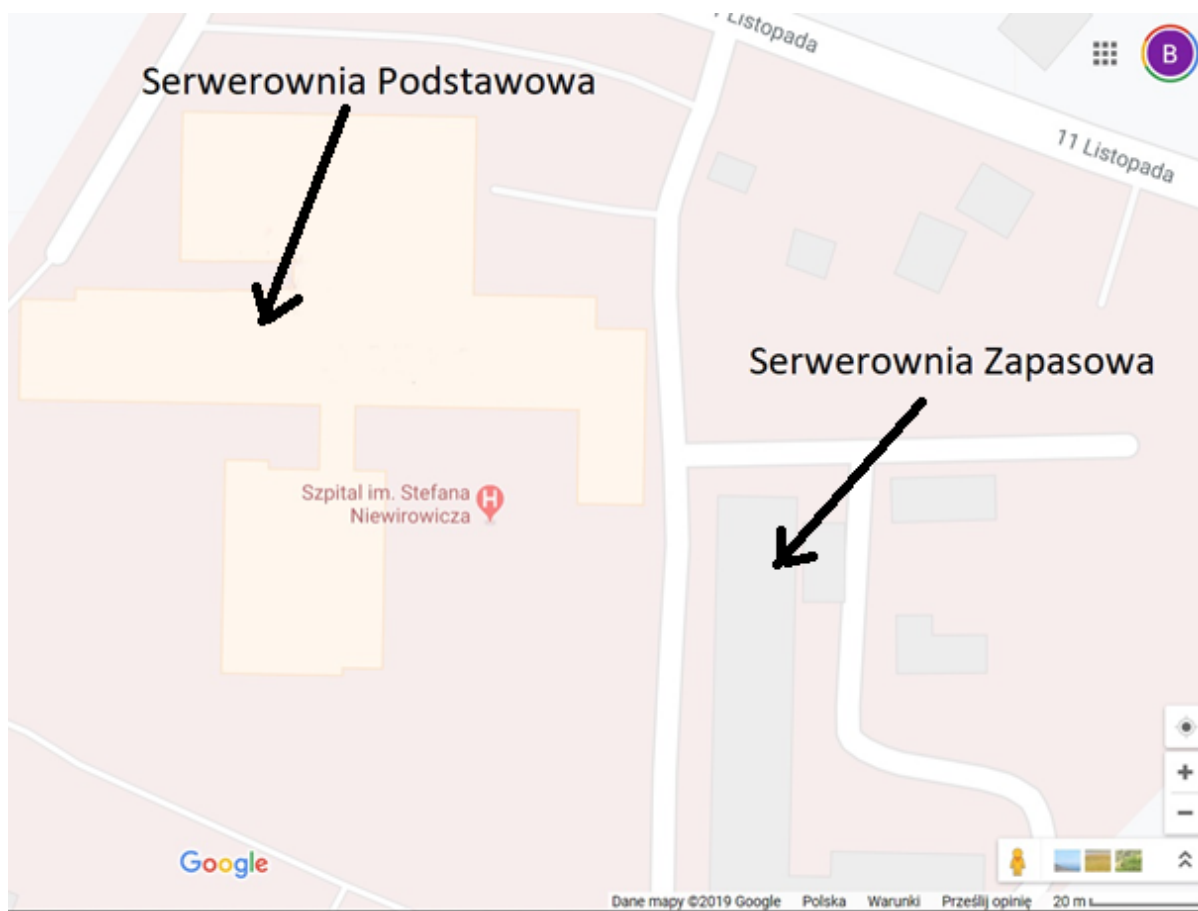 Listopada
B
Serwerownia Podstawowa
11 Listopada
Serwerownia Zapasowa
Szpital im. Stefana
Niewirowicza
H
Google
Dane mapy ©2019 Google Polska Warunki Prześlij opinię 20 m